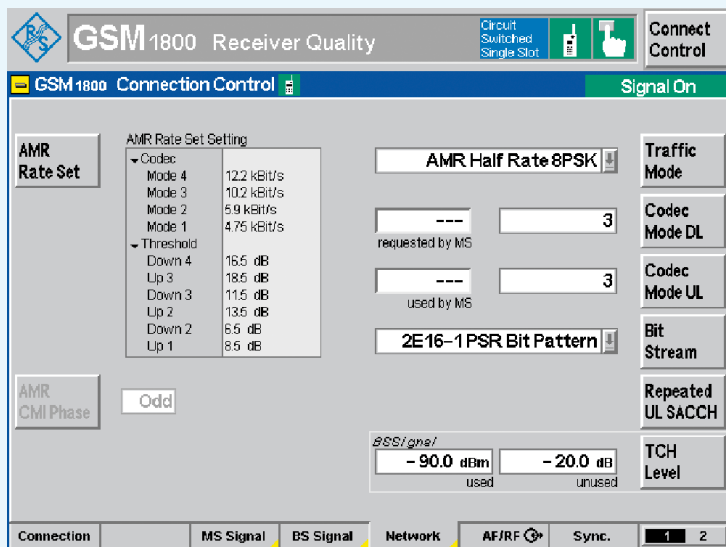 R S
GSM 1800 Receiver Quality
Circuit
Switched
Single Slot
Connect
Control
GSM 1800 Connection Control
Signal On
AMR
Rate Set
AMR Rate Set Setting
Codec
Mode 4 12.2 kBit/s
Mode 3 10.2 kBit/s
Mode 2 5.9 kBit/s
Mode 1 4.75 kBit/s
Threshold
Down 4 16.5 dB
Up 3 18.5 dB
Down 3 11.5 dB
Up 2 13.5 dB
Down 2 6.5 dB
Up 1 8.5 dB
AMR Half Rate 8PSK
Traffic
Mode
--- 3
requested by MS
Codec
Mode DL
--- 3
used by MS
Codec
Mode UL
2E16-1 PSR Bit Pattern
Bit
Stream
AMR
CMI Phase
Odd
Repeated
UL SACCH
BSSignal
- 90.0 dBm - 20.0 dB
used unused
TCH
Level
Connection MS Signal BS Signal Network AF/RF Sync. 1 2